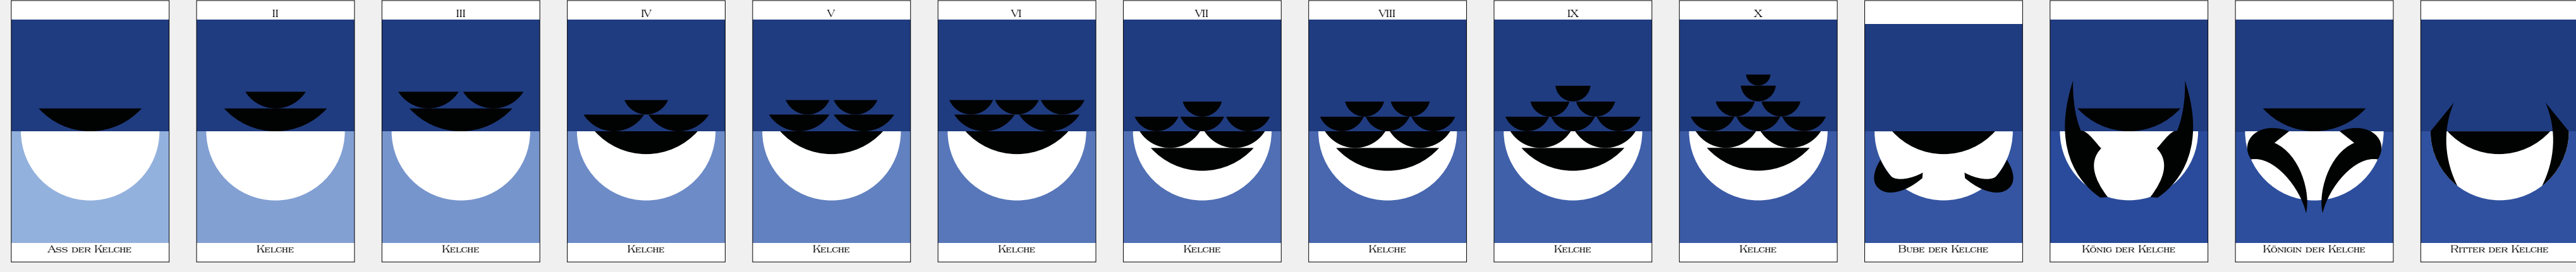 II
III
IV
V
VI
VII
VIII
IX
X
Ass der Kelche
Kelche
Kelche
Kelche
Kelche
Kelche
Kelche
Kelche
Kelche
Kelche
Bube der Kelche
König der Kelche
Königin der Kelche
Ritter der Kelche